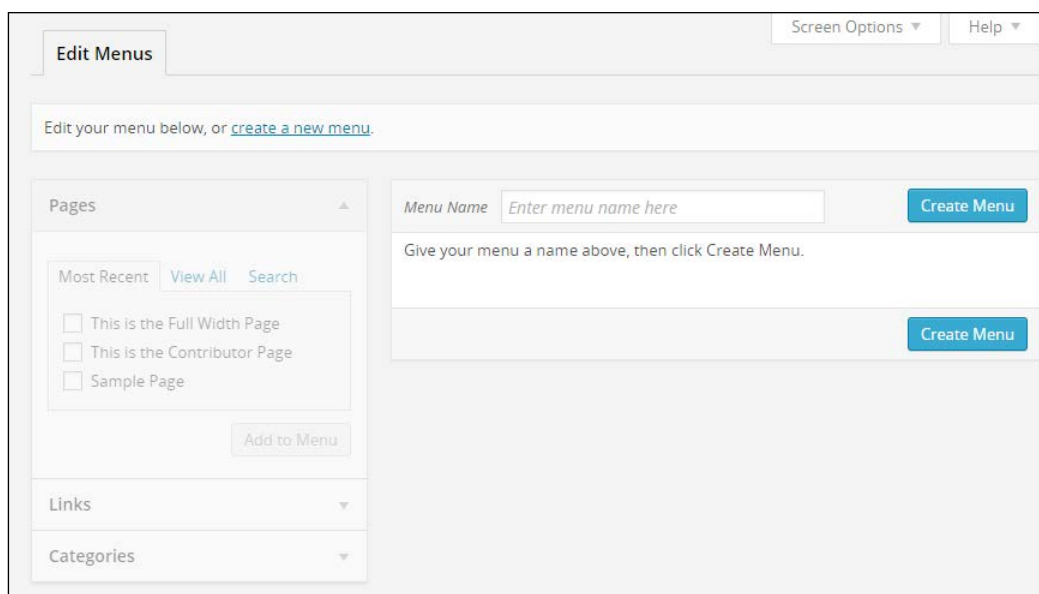 Screen Options
Help
Edit Menus
Edit your menu below, or create a new menu.
Pages
Most Recent View All Search
This is the Full Width Page
This is the Contributor Page
Sample Page
Add to Menu
Links
Categories
Menu Name Enter menu name here Create Menu
Give your menu a name above, then click Create Menu.
Create Menu